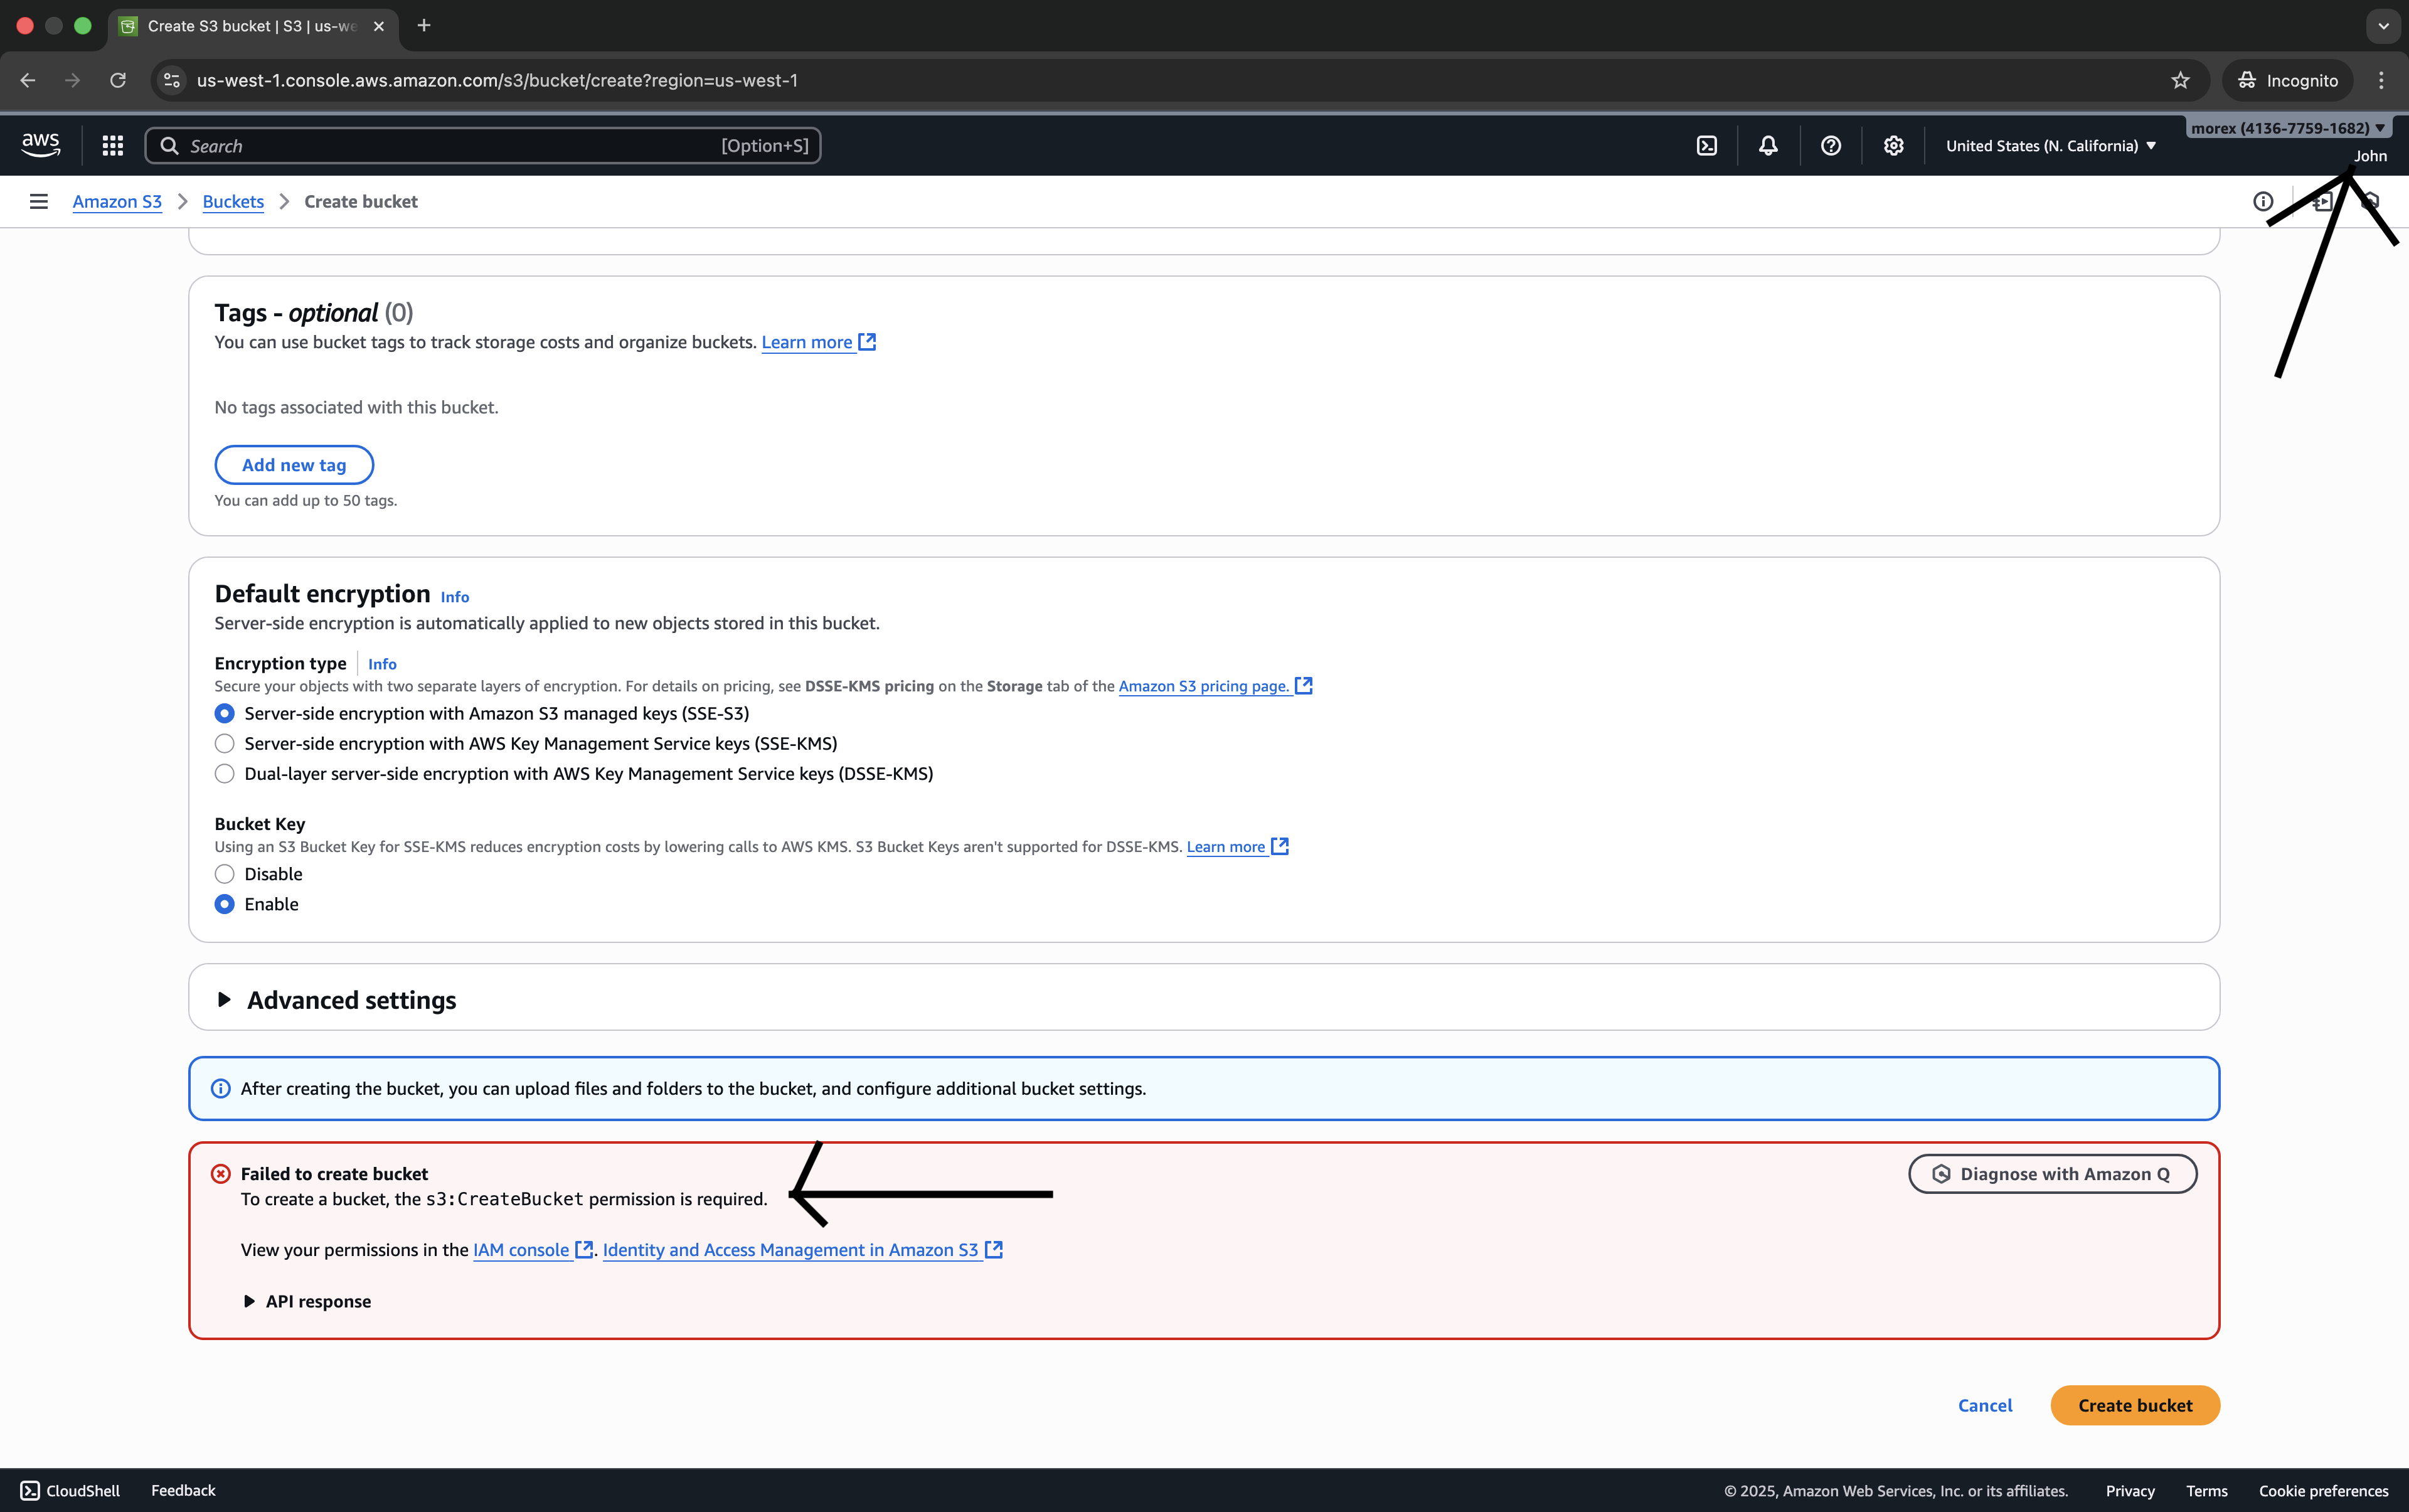 Create S3 bucket | S3 | us-we
us-west-1.console.aws.amazon.com/s3/bucket/create?region=us-west-1
Incognito
aws
Search
[Option+S]
United States (N. California)
morex (4136-7759-1682)
John
Amazon S3
Buckets
Create bucket
Tags - optional (0)
You can use bucket tags to track storage costs and organize buckets. Learn more
No tags associated with this bucket.
Add new tag
You can add up to 50 tags.
Default encryption Info
Server-side encryption is automatically applied to new objects stored in this bucket.
Encryption type Info
Secure your objects with two separate layers of encryption. For details on pricing, see DSSE-KMS pricing on the Storage tab of the Amazon S3 pricing page.
Server-side encryption with Amazon S3 managed keys (SSE-S3)
Server-side encryption with AWS Key Management Service keys (SSE-KMS)
Dual-layer server-side encryption with AWS Key Management Service keys (DSSE-KMS)
Bucket Key
Using an S3 Bucket Key for SSE-KMS reduces encryption costs by lowering calls to AWS KMS. S3 Bucket Keys aren't supported for DSSE-KMS. Learn more
Disable
Enable
Advanced settings
After creating the bucket, you can upload files and folders to the bucket, and configure additional bucket settings.
Failed to create bucket
To create a bucket, the s3:CreateBucket permission is required.
Diagnose with Amazon Q
View your permissions in the IAM console. Identity and Access Management in Amazon S3
API response
Cancel
Create bucket
CloudShell
Feedback
© 2025, Amazon Web Services, Inc. or its affiliates.
Privacy
Terms
Cookie preferences